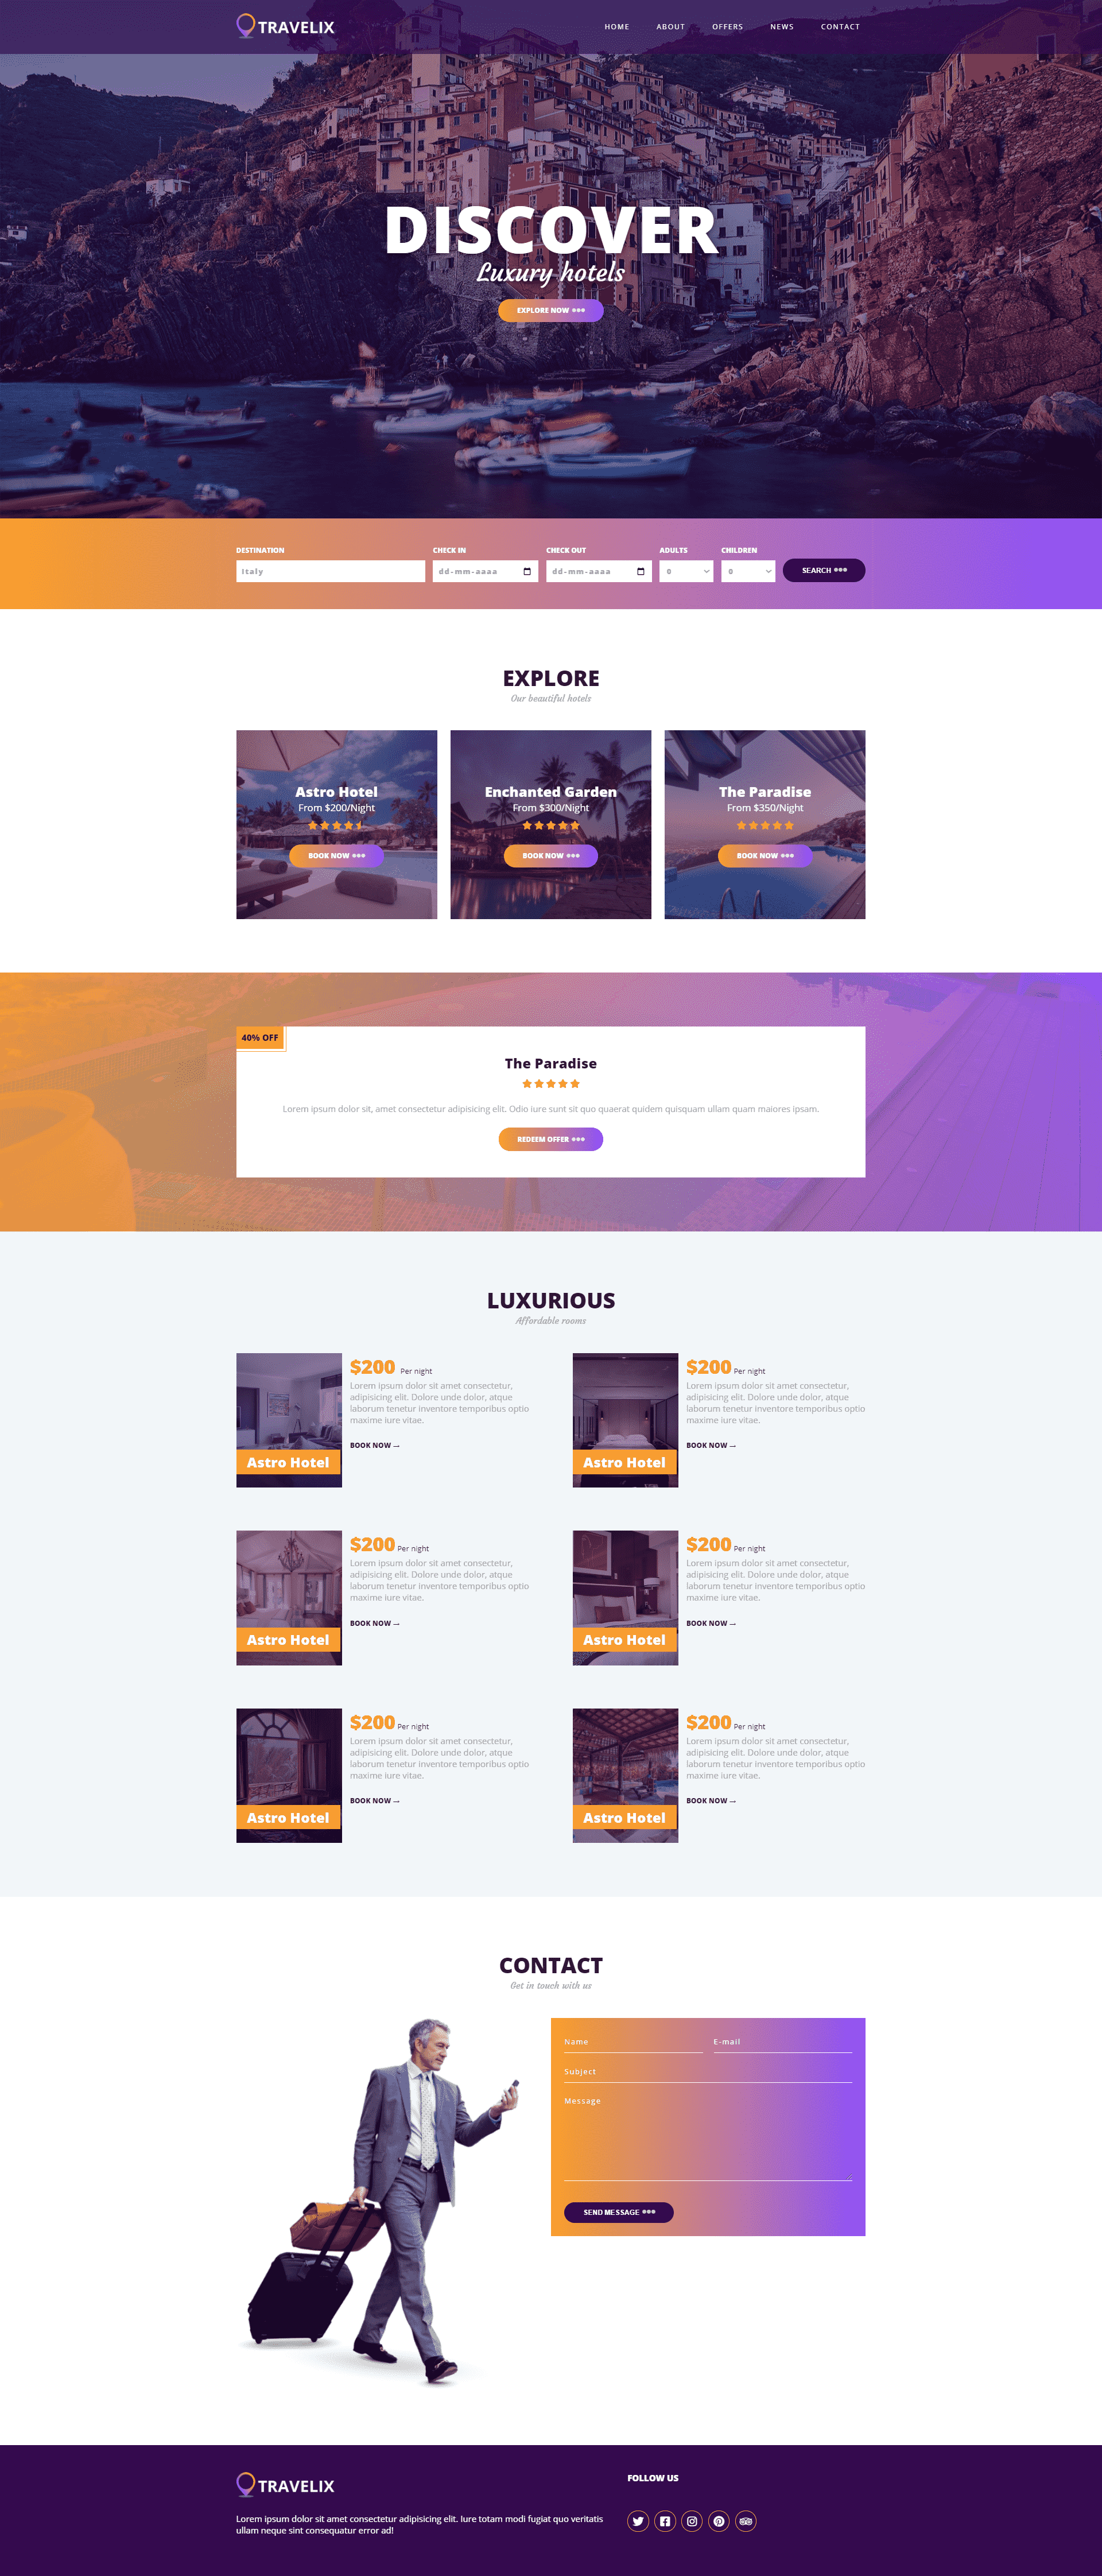 TRAVELIX
HOME ABOUT OFFERS NEWS CONTACT
DISCOVER
Luxury hotels
EXPLORE NOW
DESTINATION CHECK IN CHECK OUT ADULTS CHILDREN
Italy dd-mm-aaaa dd-mm-aaaa 0 0 SEARCH
EXPLORE
Our beautiful hotels
Astro Hotel
From $200/Night
BOOK NOW
Enchanted Garden
From $300/Night
BOOK NOW
The Paradise
From $350/Night
BOOK NOW
40% OFF
The Paradise
Lorem ipsum dolor sit, amet consectetur adipisicing elit. Odio iure sunt sit quo quaerat quidem quisquam ullam quam maiores ipsam.
REDEEM OFFER
LUXURIOUS
Affordable rooms
$200 Per night
Lorem ipsum dolor sit amet consectetur,
adipisicing elit. Dolore unde dolor, atque
laborum tenetur inventore temporibus optio
maxime iure vitae.
BOOK NOW →
Astro Hotel
$200 Per night
Lorem ipsum dolor sit amet consectetur,
adipisicing elit. Dolore unde dolor, atque
laborum tenetur inventore temporibus optio
maxime iure vitae.
BOOK NOW →
Astro Hotel
$200 Per night
Lorem ipsum dolor sit amet consectetur,
adipisicing elit. Dolore unde dolor, atque
laborum tenetur inventore temporibus optio
maxime iure vitae.
BOOK NOW →
Astro Hotel
$200 Per night
Lorem ipsum dolor sit amet consectetur,
adipisicing elit. Dolore unde dolor, atque
laborum tenetur inventore temporibus optio
maxime iure vitae.
BOOK NOW →
Astro Hotel
$200 Per night
Lorem ipsum dolor sit amet consectetur,
adipisicing elit. Dolore unde dolor, atque
laborum tenetur inventore temporibus optio
maxime iure vitae.
BOOK NOW →
Astro Hotel
$200 Per night
Lorem ipsum dolor sit amet consectetur,
adipisicing elit. Dolore unde dolor, atque
laborum tenetur inventore temporibus optio
maxime iure vitae.
BOOK NOW →
Astro Hotel
CONTACT
Get in touch with us
Name E-mail
Subject
Message
SEND MESSAGE
TRAVELIX
Lorem ipsum dolor sit amet consectetur adipisicing elit. Iure totam modi fugiat quo veritatis
ullam neque sint consequatur error ad!
FOLLOW US